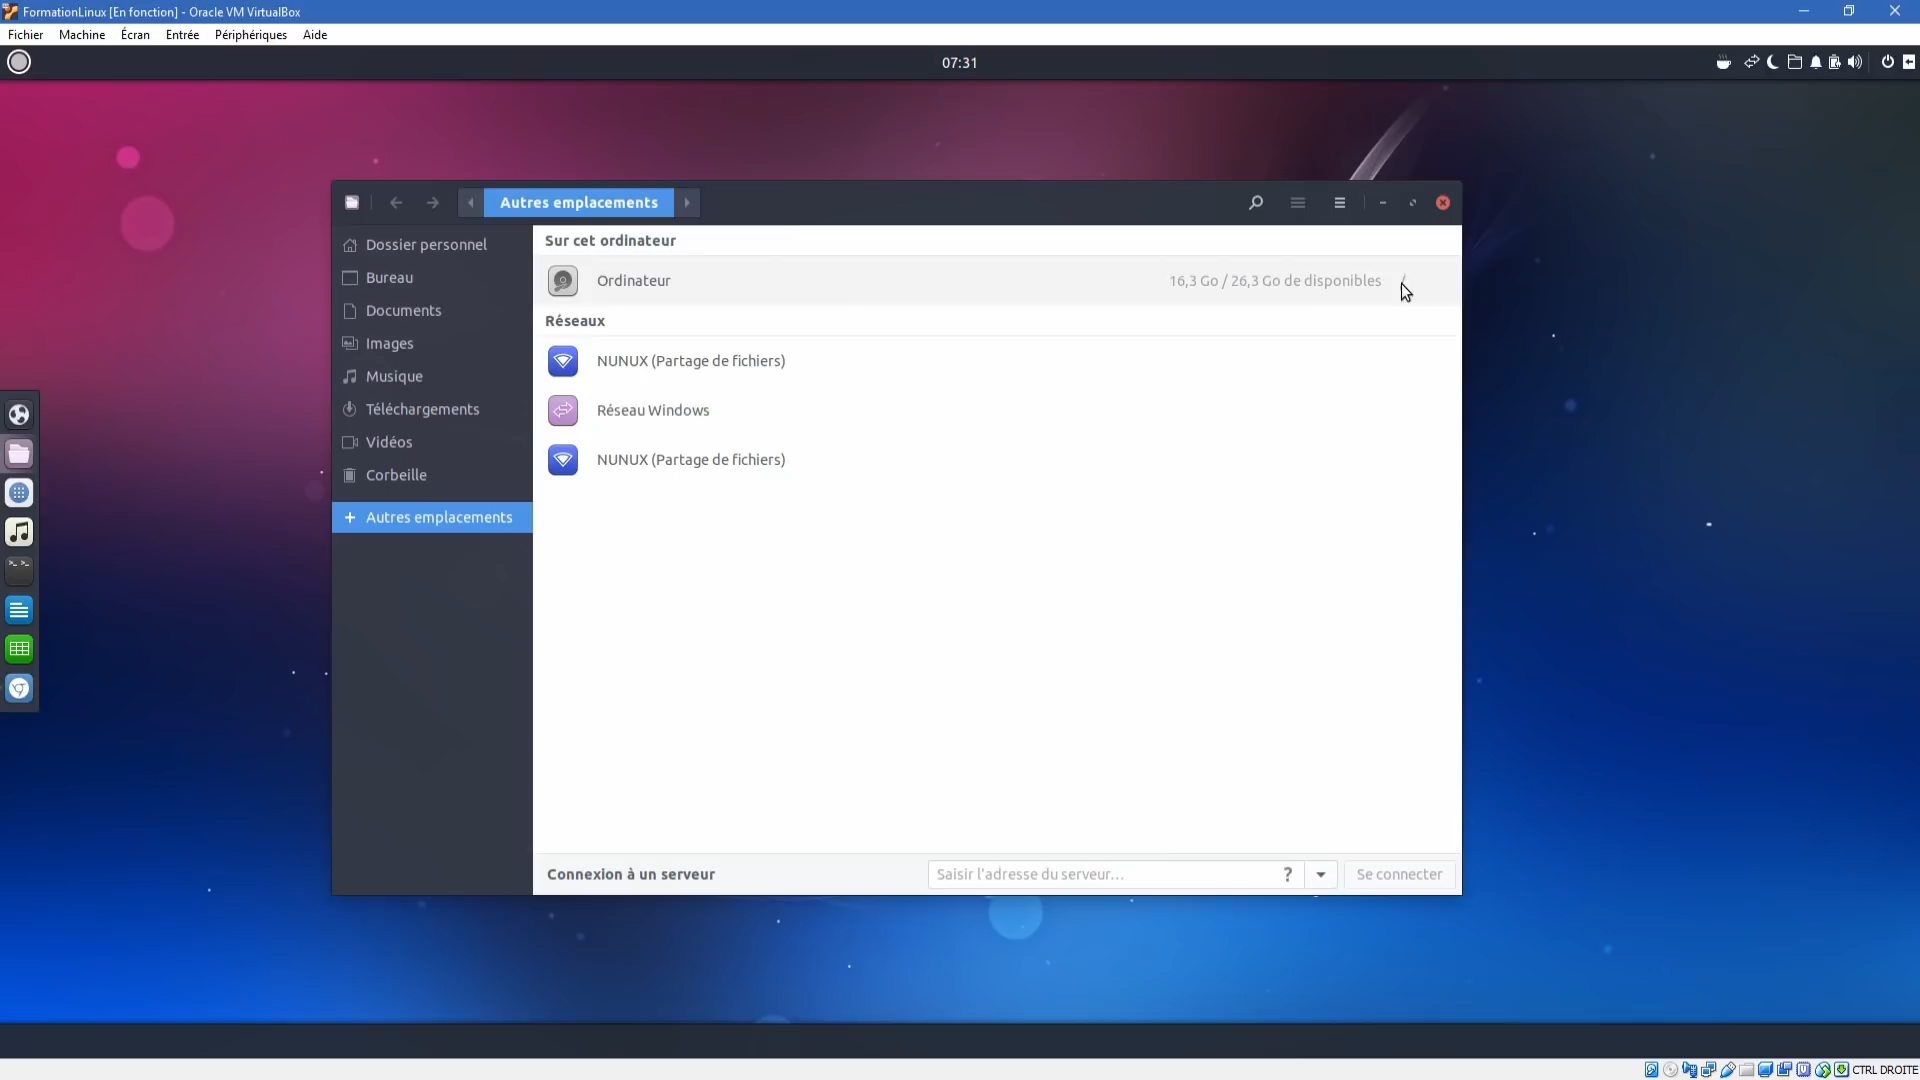 FormationLinux [En fonction] - Oracle VM VirtualBox
Fichier Machine Écran Entrée Périphériques Aide
07:31
Autres emplacements
Dossier personnel
Bureau
Documents
Images
Musique
Téléchargements
Vidéos
Corbeille
+ Autres emplacements
Sur cet ordinateur
Ordinateur 16,3 Go / 26,3 Go de disponibles /
Réseaux
NUNUX (Partage de fichiers)
Réseau Windows
NUNUX (Partage de fichiers)
Connexion à un serveur Saisir l'adresse du serveur... ? Se connecter
CTRL DROITE